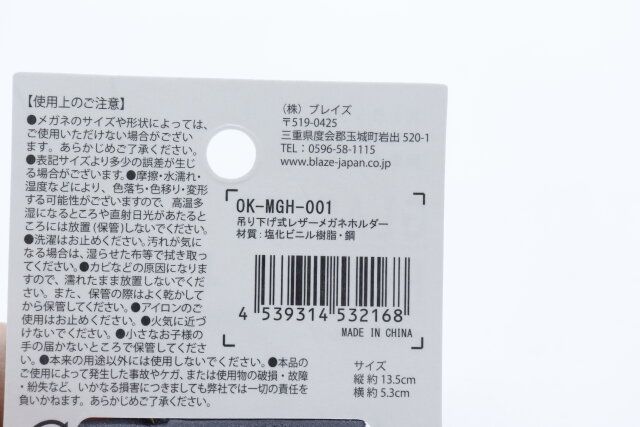 【使用上のご注意】
●メガネのサイズや形状によっては、
ご使用いただけない場合がござい
ます。あらかじめご了承ください。
●表記サイズより多少の誤差が生じ
る場合がございます。●摩擦・水濡れ・
湿度などにより、色落ち・色移り・変形
する可能性がございますので、高温多
湿になるところや直射日光があたると
ころには放置(保管)しないでください。
●洗濯はお止めください。汚れが気に
なる場合は、湿らせた布等で拭き取っ
てください。●カビなどの原因になりま
すので、濡れたまま放置しないでくだ
さい。また、保管の際はよく乾かして
から保管してください。●アイロンのご
使用はお止めください。●火気に近づ
けないでください。●小さなお子様の
手の届かないところで保管してくださ
い。●本来の用途以外には使用しないでください。●本品の
ご使用によって発生した事故やケガ、または使用物の破損・故障
・紛失など、いかなる損害につきましても弊社では一切の責任を
負いかねます。あらかじめご了承ください。
(株)ブレイズ
〒519-0425
三重県度会郡玉城町岩出 520-1
TEL:0596-58-1115
www.blaze-japan.co.jp
OK-MGH-001
吊り下げ式レザーメガネホルダー
材質:塩化ビニル樹脂・鋼
4 539314 532168
MADE IN CHINA
サイズ
縦 約 13.5cm
横 約 5.3cm